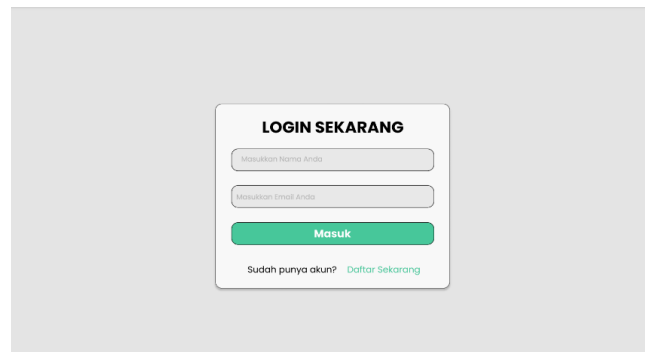 LOGIN SEKARANG
Masukkan Nama Anda
Masukkan Email Anda
Masuk
Sudah punya akun? Daftar Sekarang